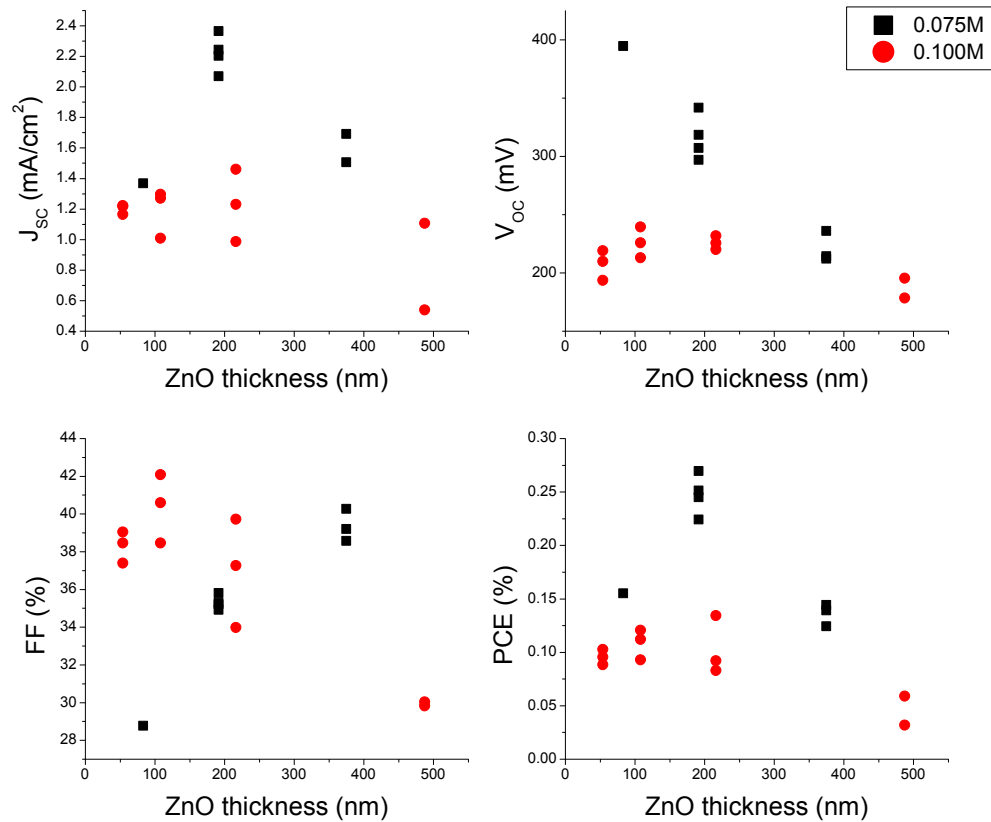 2.4
2.2
2.0
1.8
1.6
1.4
1.2
1.0
0.8
0.6
0.4
0 100 200 300 400 500
J_SC (mA/cm²)
ZnO thickness (nm)
0.075M
0.100M
400
300
200
0 100 200 300 400 500
V_OC (mV)
ZnO thickness (nm)
44
42
40
38
36
34
32
30
28
0 100 200 300 400 500
FF (%)
ZnO thickness (nm)
0.30
0.25
0.20
0.15
0.10
0.05
0.00
0 100 200 300 400 500
PCE (%)
ZnO thickness (nm)